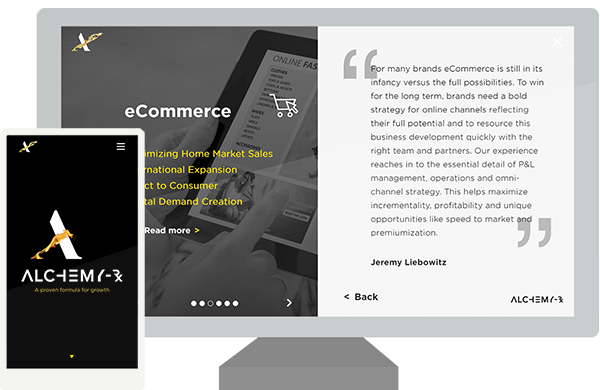 eCommerce
imizing Home Market Sales
rnational Expansion
ct to Consumer
tal Demand Creation
Read more >
ONLINE FAS
CLOTHES
For many brands eCommerce is still in its
infancy versus the full possibilities. To win
for the long term, brands need a bold
strategy for online channels reflecting
their full potential and to resource this
business development quickly with the
right team and partners. Our experience
reaches in to the essential detail of P&L
management, operations and omni-
channel strategy. This helps maximize
incrementality, profitability and unique
opportunities like speed to market and
premiumization.
Jeremy Liebowitz
< Back
ALCHEMY-Rx
ALCHEMY-Rx
A proven formula for growth